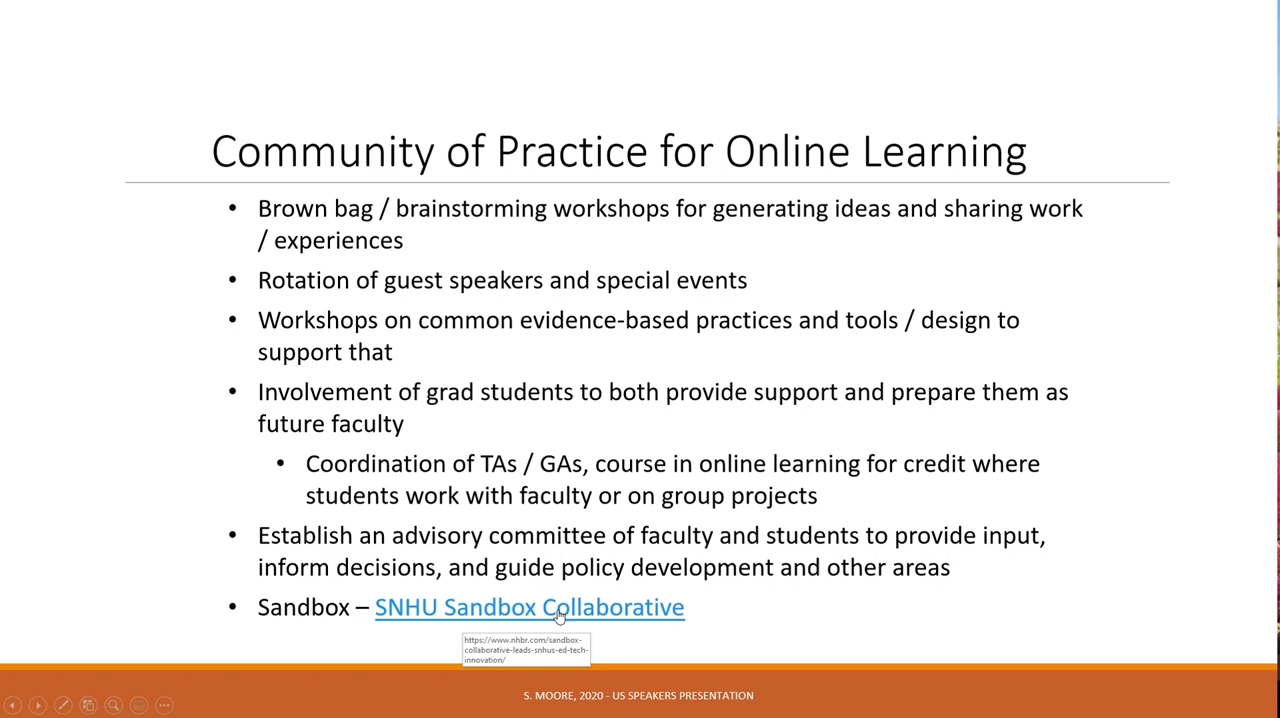 Community of Practice for Online Learning
• Brown bag / brainstorming workshops for generating ideas and sharing work
/ experiences
• Rotation of guest speakers and special events
• Workshops on common evidence-based practices and tools / design to
support that
• Involvement of grad students to both provide support and prepare them as
future faculty
• Coordination of TAs / GAs, course in online learning for credit where
students work with faculty or on group projects
• Establish an advisory committee of faculty and students to provide input,
inform decisions, and guide policy development and other areas
• Sandbox – SNHU Sandbox Collaborative
https://www.nhbr.com/sandbox-
collaborative-leads-snhus-ed-tech-
innovation/
S. MOORE, 2020 - US SPEAKERS PRESENTATION